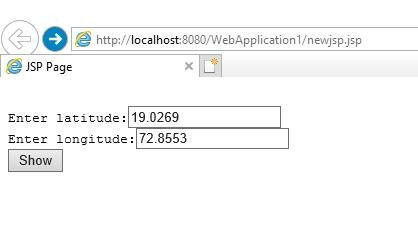 http://localhost:8080/WebApplication1/newjsp.jsp
JSP Page
Enter latitude:19.0269
Enter longitude:72.8553
Show